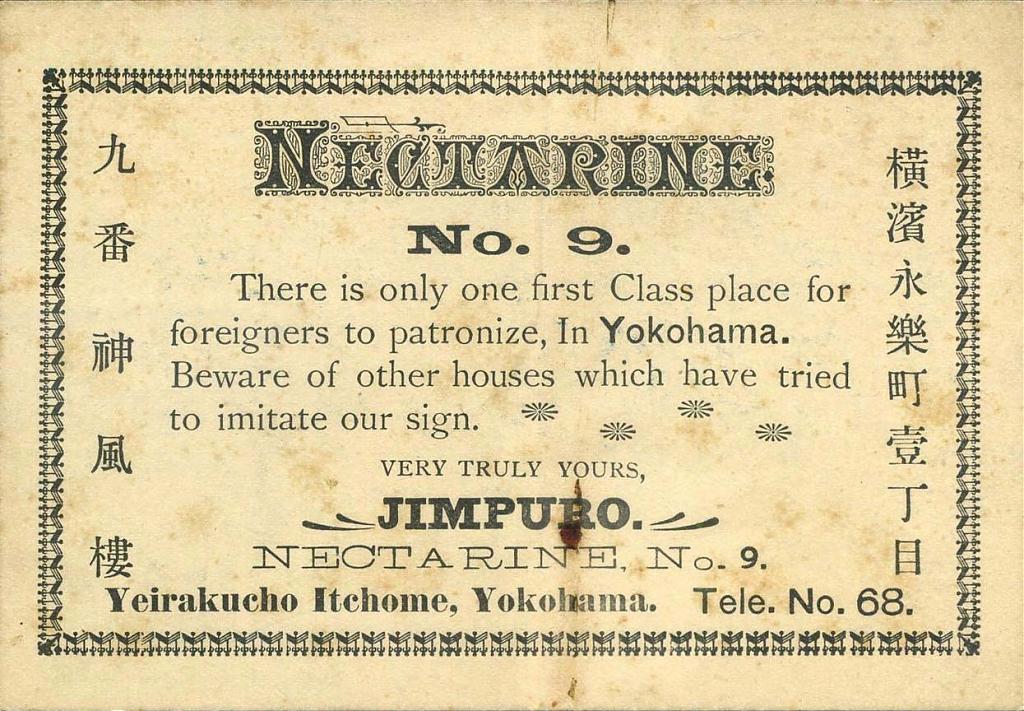 NECTARINE.
No. 9.
There is only one first Class place for
foreigners to patronize, In Yokohama.
Beware of other houses which have tried
to imitate our sign.
VERY TRULY YOURS,
JIMPURO.
NECTARINE, No. 9.
Yeirakucho Itchome, Yokohama. Tele. No. 68.
橫濱永樂町壹丁目
九番神風樓